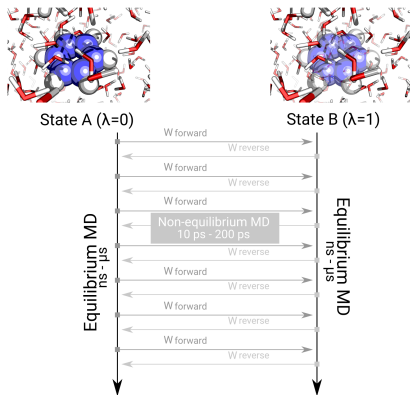 State A (λ=0)
State B (λ=1)
W forward
W reverse
W forward
W reverse
W forward
W reverse
Non-equilibrium MD
10 ps - 200 ps
W forward
W reverse
W forward
W reverse
W forward
W reverse
W forward
W reverse
Equilibrium MD
ns - μs
Equilibrium MD
ns - μs